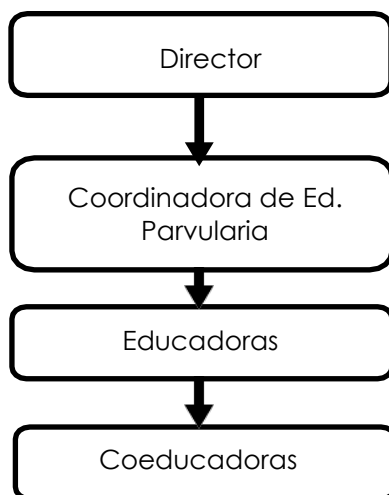 Director
Coordinadora de Ed.
Parvularia
Educadoras
Coeducadoras